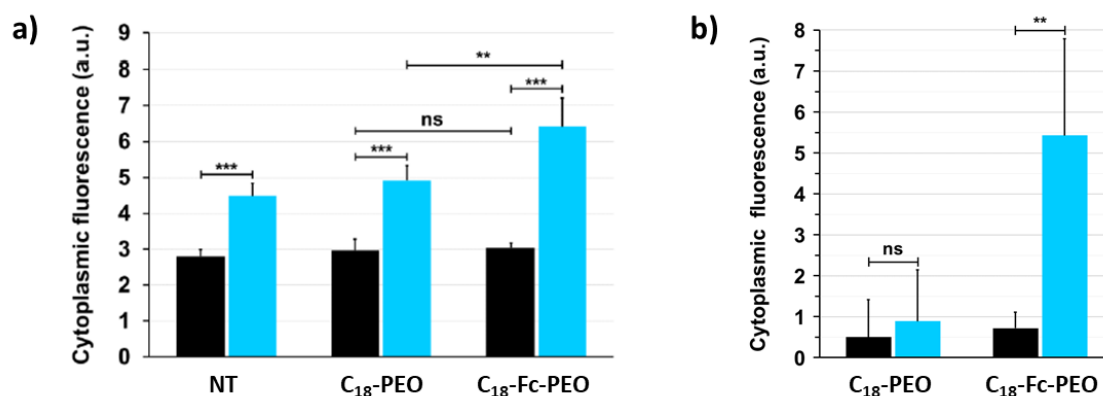 a)
Cytoplasmic fluorescence (a.u.)
9
8
7
6
5
4
3
2
1
0
***
ns
***
**
***
NT
C₁₈-PEO
C₁₈-Fc-PEO
b)
Cytoplasmic fluorescence (a.u.)
8
7
6
5
4
3
2
1
0
ns
**
C₁₈-PEO
C₁₈-Fc-PEO